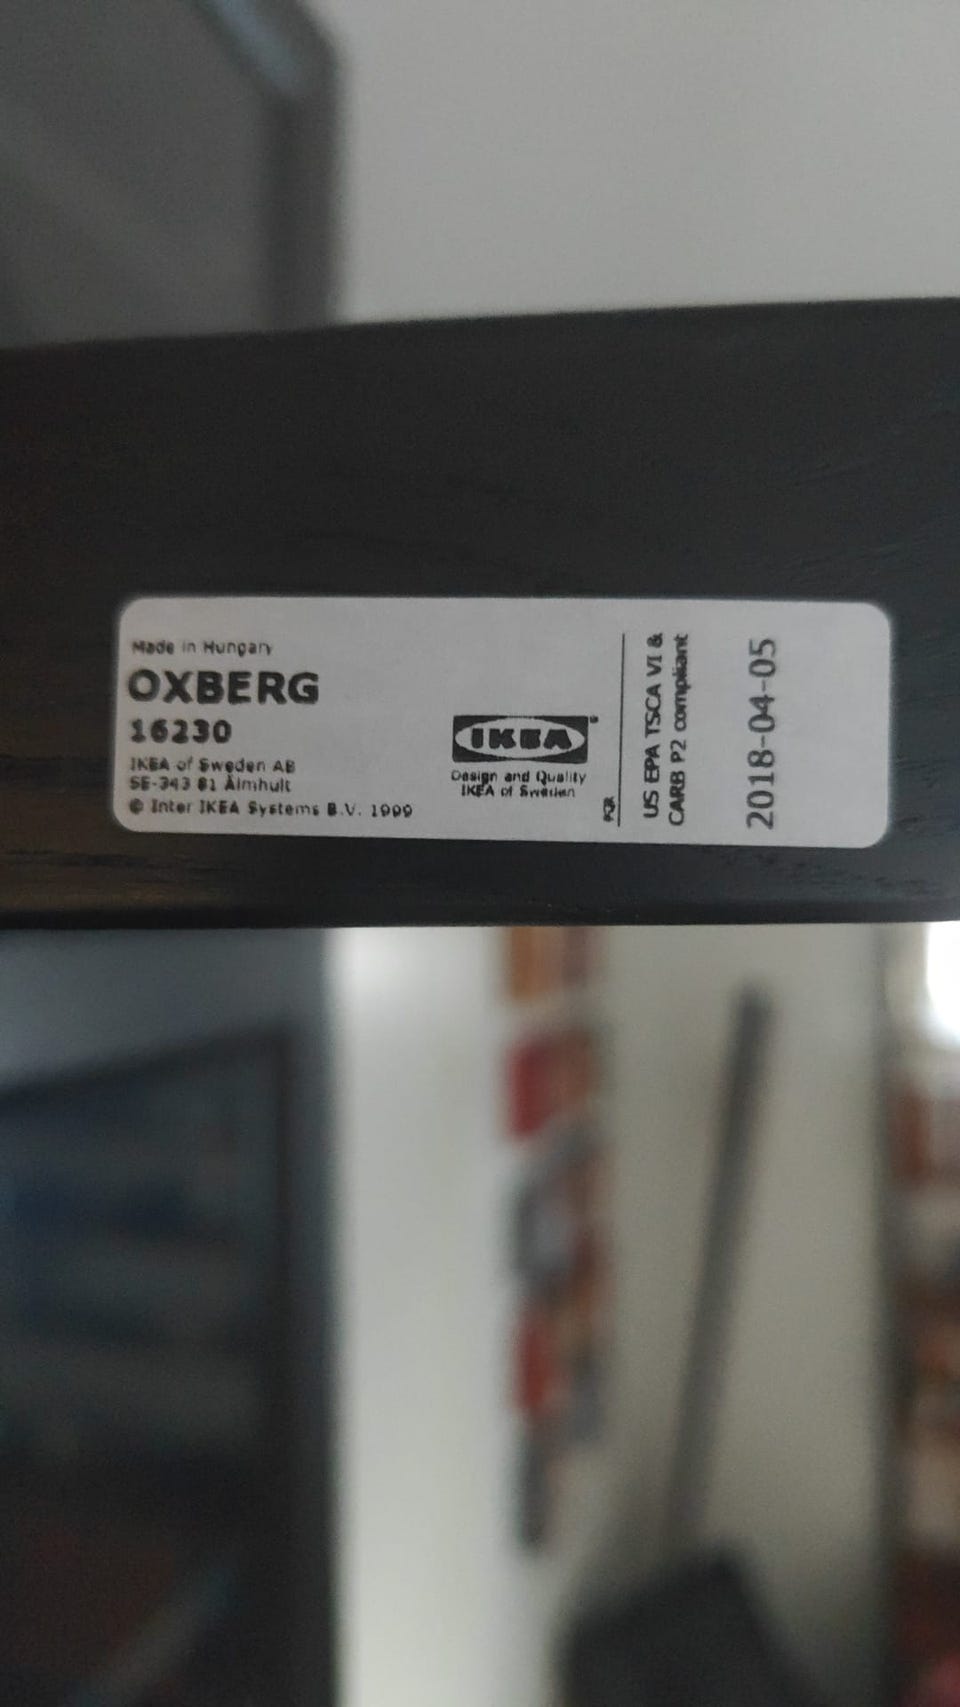 Made in Hungary
OXBERG
16230
IKEA of Sweden AB
SE-343 81 Älmhult
© Inter IKEA Systems B.V. 1999
IKEA®
Design and Quality
IKEA of Sweden
PQR
US EPA TSCA VI &
CARB P2 compliant
2018-04-05